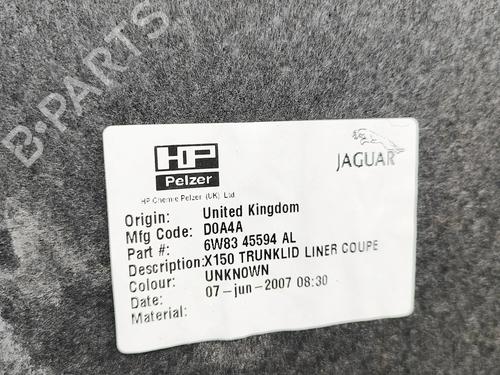 B-PARTS
HP
Pelzer
HP Chemie Pelzer (UK) Ltd
JAGUAR
Origin: United Kingdom
Mfg Code: D0A4A
Part #: 6W83 45594 AL
Description: X150 TRUNKLID LINER COUPE
Colour: UNKNOWN
Date: 07-jun-2007 08:30
Material: